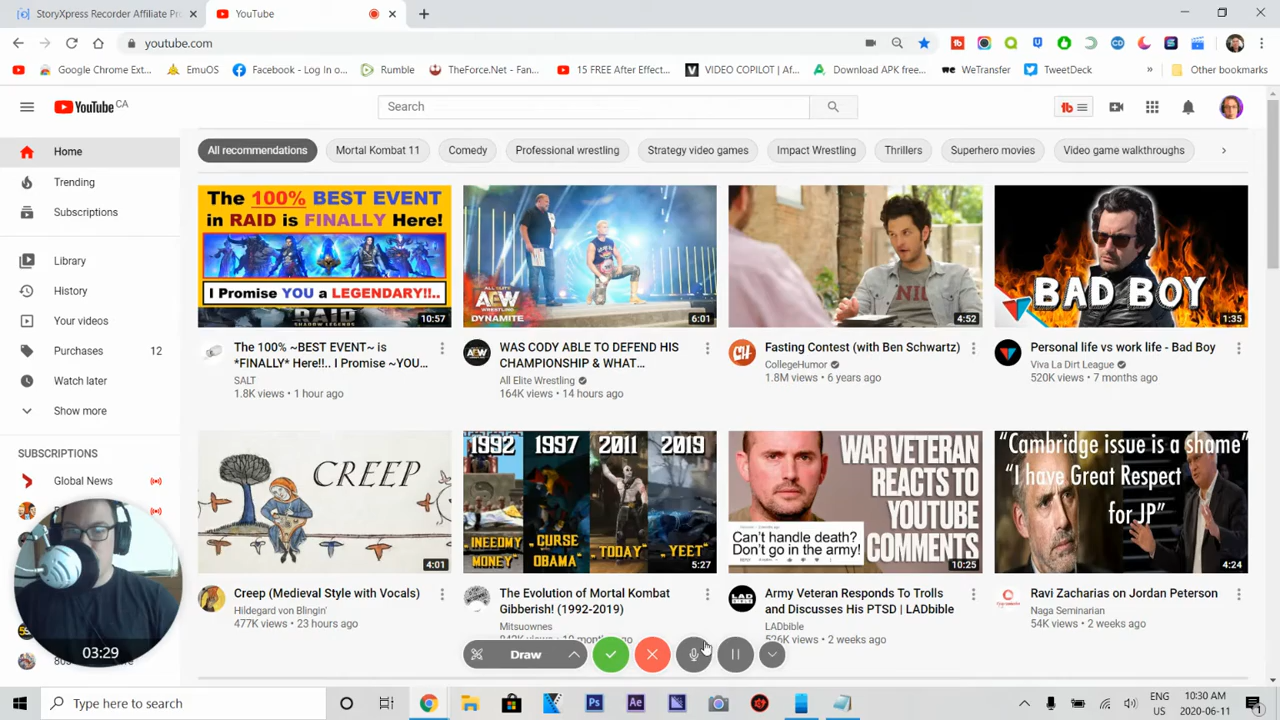 StoryXpress Recorder Affiliate Pr
YouTube
youtube.com
Google Chrome Ext...
EmuOS
Facebook - Log In o...
Rumble
TheForce.Net - Fan...
15 FREE After Effect...
VIDEO COPILOT | Af...
Download APK free...
WeTransfer
TweetDeck
»
Other bookmarks
YouTube CA
Search
Home
Trending
Subscriptions
Library
History
Your videos
Purchases 12
Watch later
Show more
SUBSCRIPTIONS
Global News
All recommendations
Mortal Kombat 11
Comedy
Professional wrestling
Strategy video games
Impact Wrestling
Thrillers
Superhero movies
Video game walkthroughs
The 100% BEST EVENT
in RAID is FINALLY Here!
I Promise YOU a LEGENDARY!!..
RAID
SHADOW LEGENDS
10:57
The 100% ~BEST EVENT~ is
*FINALLY* Here!!.. I Promise ~YOU...
SALT
1.8K views • 1 hour ago
ALL ELITE WRESTLING
AEW
DYNAMITE
6:01
WAS CODY ABLE TO DEFEND HIS
CHAMPIONSHIP & WHAT...
All Elite Wrestling
164K views • 14 hours ago
4:52
Fasting Contest (with Ben Schwartz)
CollegeHumor
1.8M views • 6 years ago
BAD BOY
1:35
Personal life vs work life - Bad Boy
Viva La Dirt League
520K views • 7 months ago
CREEP
4:01
Creep (Medieval Style with Vocals)
Hildegard von Blingin'
477K views • 23 hours ago
1992 1997 2011 2019
„INEEDMY MONEY" „CURSE OBAMA" „TODAY" „YEET"
5:27
The Evolution of Mortal Kombat
Gibberish! (1992-2019)
Mitsuownes
WAR VETERAN
REACTS TO
YOUTUBE
COMMENTS
Can't handle death?
Don't go in the army!
10:25
Army Veteran Responds To Trolls
and Discusses His PTSD | LADbible
LADbible
526K views • 2 weeks ago
"Cambridge issue is a shame"
"I have Great Respect
for JP"
4:24
Ravi Zacharias on Jordan Peterson
Naga Seminarian
54K views • 2 weeks ago
03:29
Draw
Type here to search
ENG
US
10:30 AM
2020-06-11